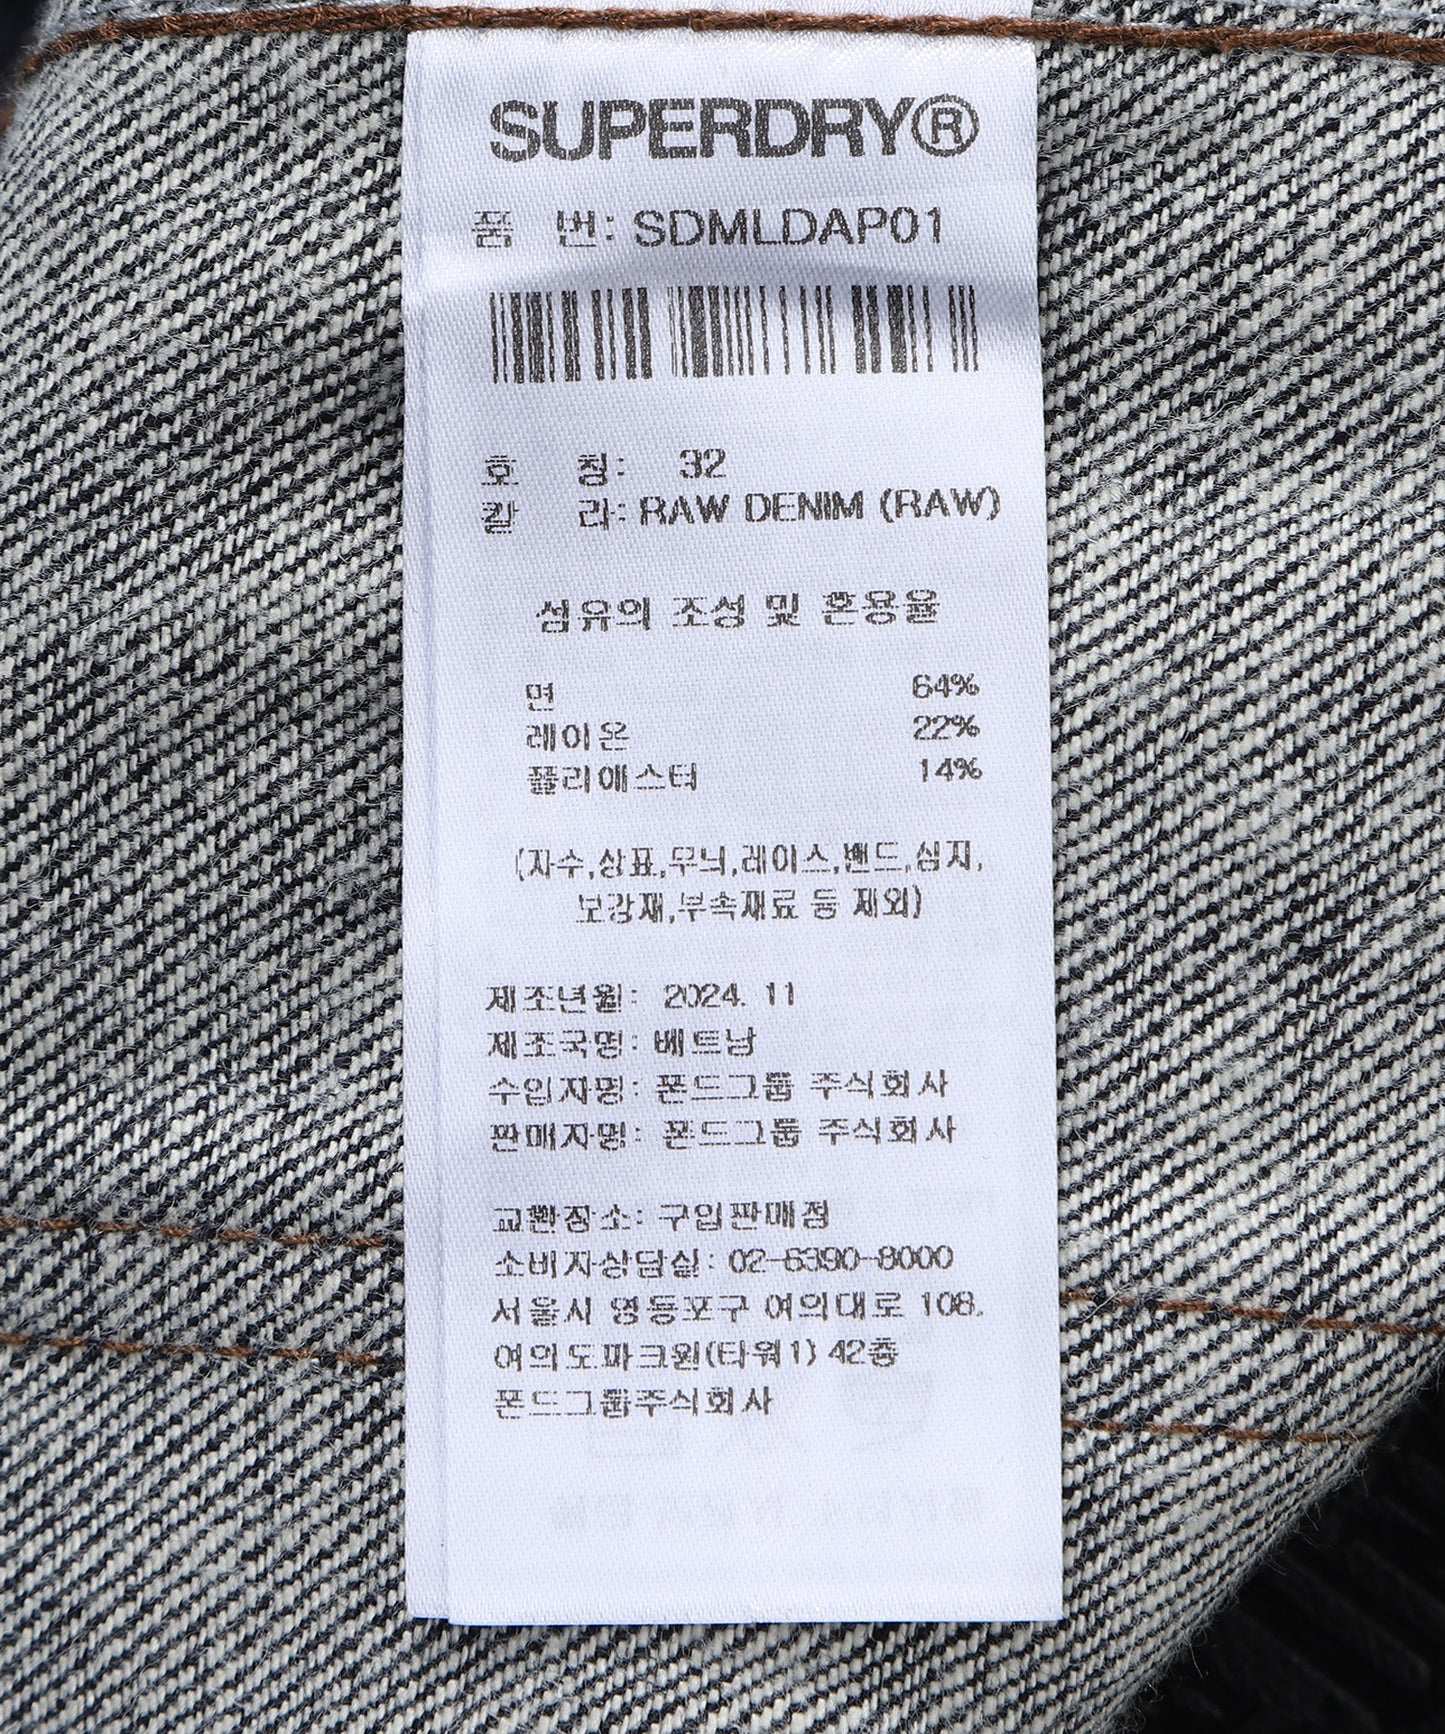 SUPERDRY®
품 번: SDMLDAP01
호 칭: 32
칼 라: RAW DENIM (RAW)
섬유의 조성 및 혼용율
면 64%
레이온 22%
폴리에스터 14%
(자수,상표,무늬,레이스,밴드,심지,
보강재,부속재료 등 제외)
제조년월: 2024. 11
제조국명: 베트남
수입자명: 폰드그룹 주식회사
판매자명: 폰드그룹 주식회사
교환장소: 구입판매점
소비자상담실: 02-6390-8000
서울시 영등포구 여의대로 108,
여의도파크원(타워1) 42층
폰드그룹주식회사